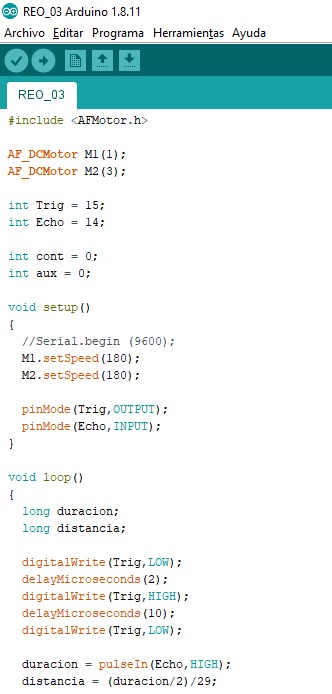 REO_03 Arduino 1.8.11
Archivo Editar Programa Herramientas Ayuda
REO_03
#include <AFMotor.h>
AF_DCMotor M1(1);
AF_DCMotor M2(3);
int Trig = 15;
int Echo = 14;
int cont = 0;
int aux = 0;
void setup()
{
//Serial.begin (9600);
M1.setSpeed(180);
M2.setSpeed(180);
pinMode(Trig,OUTPUT);
pinMode(Echo,INPUT);
}
void loop()
{
long duracion;
long distancia;
digitalWrite(Trig,LOW);
delayMicroseconds(2);
digitalWrite(Trig,HIGH);
delayMicroseconds(10);
digitalWrite(Trig,LOW);
duracion = pulseIn(Echo,HIGH);
distancia = (duracion/2)/29;